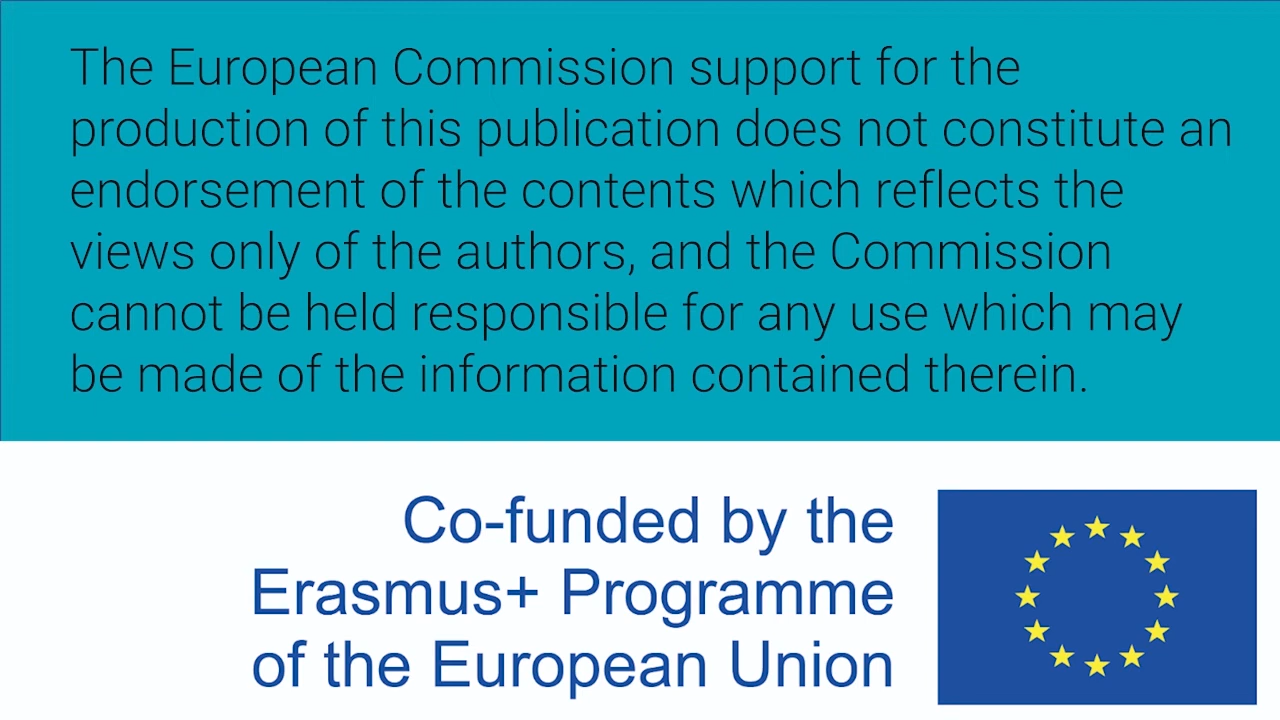 The European Commission support for the
production of this publication does not constitute an
endorsement of the contents which reflects the
views only of the authors, and the Commission
cannot be held responsible for any use which may
be made of the information contained therein.
Co-funded by the
Erasmus+ Programme
of the European Union